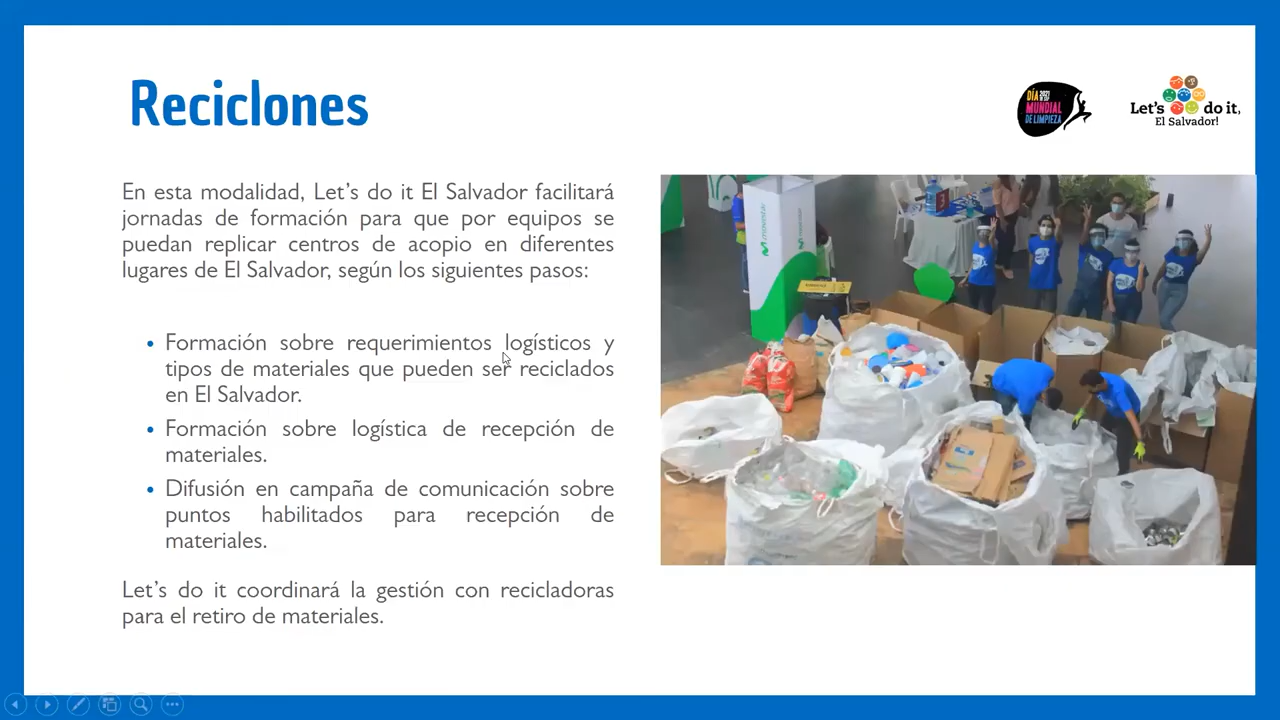 Reciclones
DÍA 2021
MUNDIAL
DE LIMPIEZA
Let's do it,
El Salvador!
En esta modalidad, Let's do it El Salvador facilitará
jornadas de formación para que por equipos se
puedan replicar centros de acopio en diferentes
lugares de El Salvador, según los siguientes pasos:
• Formación sobre requerimientos logísticos y
tipos de materiales que pueden ser reciclados
en El Salvador.
• Formación sobre logística de recepción de
materiales.
• Difusión en campaña de comunicación sobre
puntos habilitados para recepción de
materiales.
Let's do it coordinará la gestión con recicladoras
para el retiro de materiales.
movistar
3